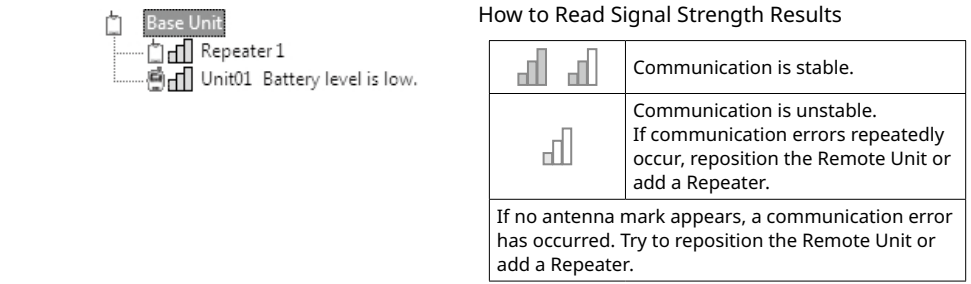 Base Unit
Repeater 1
Unit01 Battery level is low.
How to Read Signal Strength Results
Communication is stable.
Communication is unstable.
If communication errors repeatedly
occur, reposition the Remote Unit or
add a Repeater.
If no antenna mark appears, a communication error
has occurred. Try to reposition the Remote Unit or
add a Repeater.